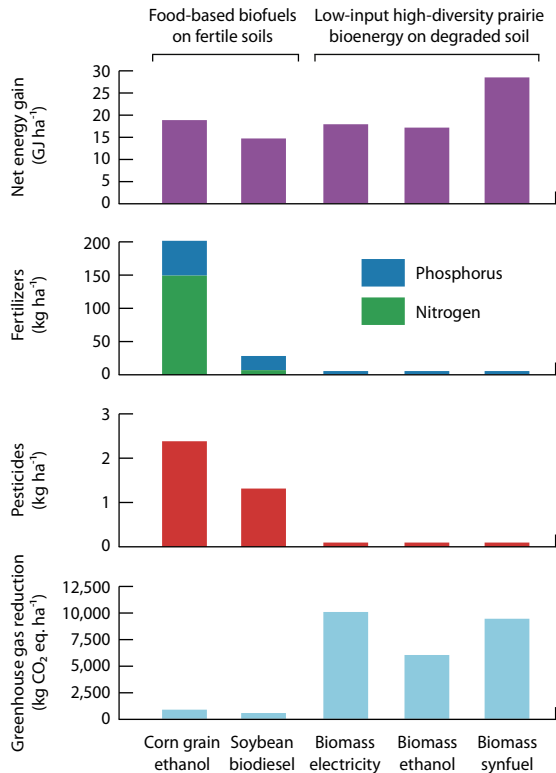 Food-based biofuels
on fertile soils
Low-input high-diversity prairie
bioenergy on degraded soil
Net energy gain
(GJ ha⁻¹)
30
25
20
15
10
5
0
Fertilizers
(kg ha⁻¹)
200
150
100
50
0
Phosphorus
Nitrogen
Pesticides
(kg ha⁻¹)
3
2
1
0
Greenhouse gas reduction
(kg CO₂ eq. ha⁻¹)
12,500
10,000
7,500
5,000
2,500
0
Corn grain
ethanol
Soybean
biodiesel
Biomass
electricity
Biomass
ethanol
Biomass
synfuel